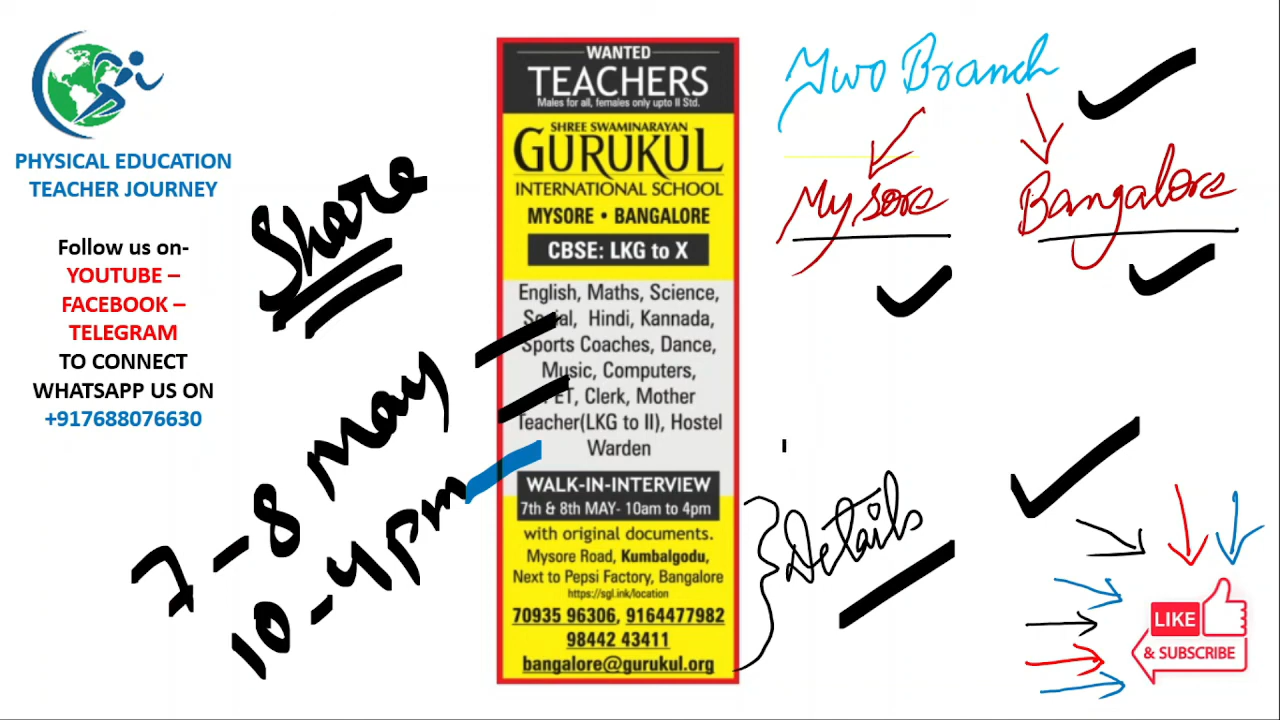 PHYSICAL EDUCATION
TEACHER JOURNEY
Follow us on-
YOUTUBE –
FACEBOOK –
TELEGRAM
TO CONNECT
WHATSAPP US ON
+917688076630
Share
7-8 May
10-4pm
WANTED
TEACHERS
Males for all, females only upto II Std.
SHREE SWAMINARAYAN
GURUKUL
INTERNATIONAL SCHOOL
MYSORE • BANGALORE
CBSE: LKG to X
English, Maths, Science,
Social, Hindi, Kannada,
Sports Coaches, Dance,
Music, Computers,
PET, Clerk, Mother
Teacher(LKG to II), Hostel
Warden
WALK-IN-INTERVIEW
7th & 8th MAY- 10am to 4pm
with original documents.
Mysore Road, Kumbalgodu,
Next to Pepsi Factory, Bangalore
https://sgl.ink/location
70935 96306, 9164477982
98442 43411
bangalore@gurukul.org
Two Branch
Mysore Bangalore
Details
LIKE
& SUBSCRIBE